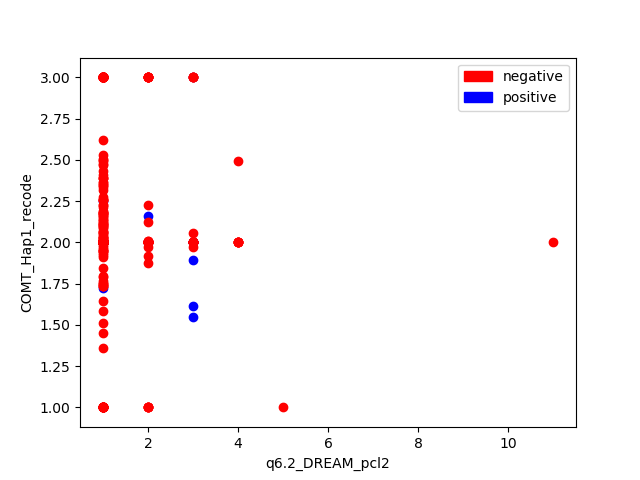 negative
positive
3.00
2.75
2.50
2.25
2.00
1.75
1.50
1.25
1.00
COMT_Hap1_recode
2 4 6 8 10
q6.2_DREAM_pcl2